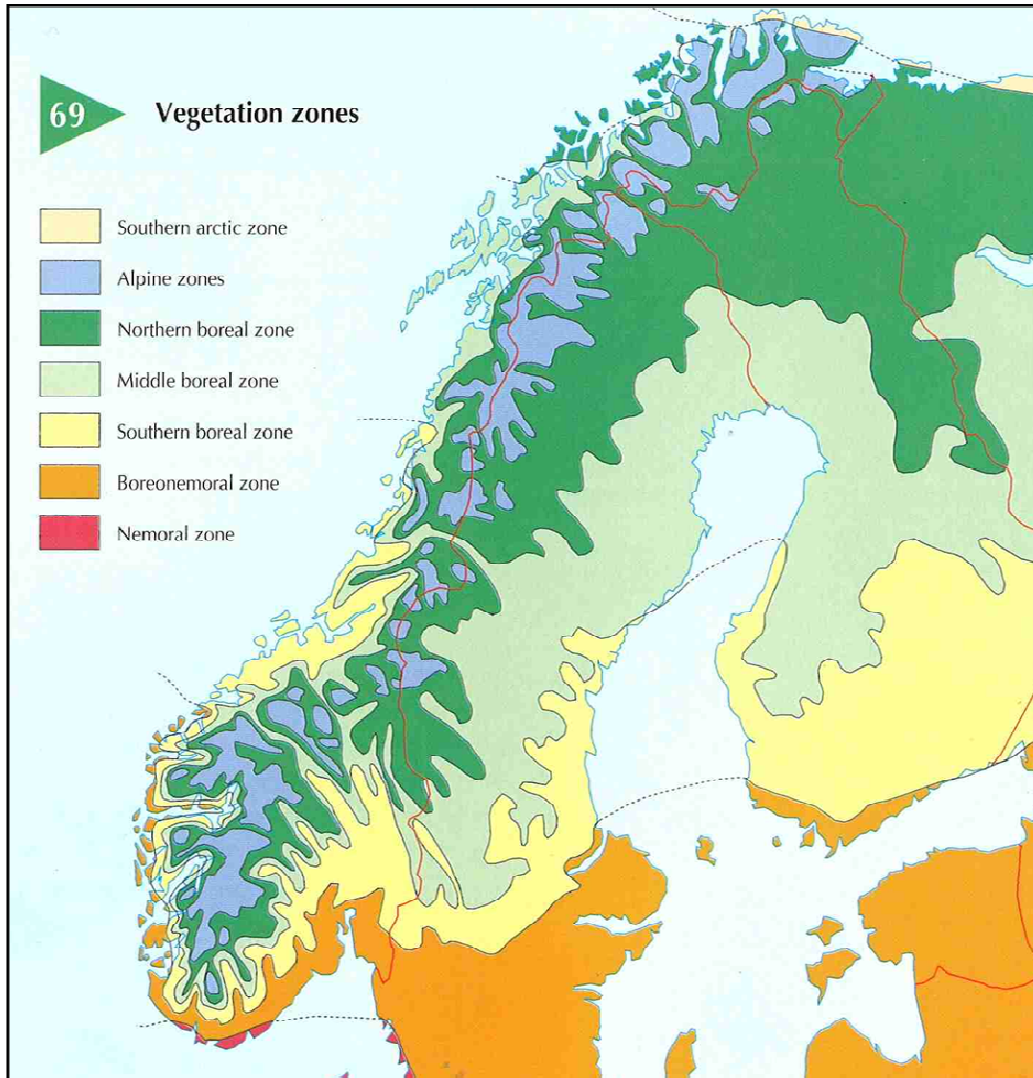 69
Vegetation zones
Southern arctic zone
Alpine zones
Northern boreal zone
Middle boreal zone
Southern boreal zone
Boreonemoral zone
Nemoral zone